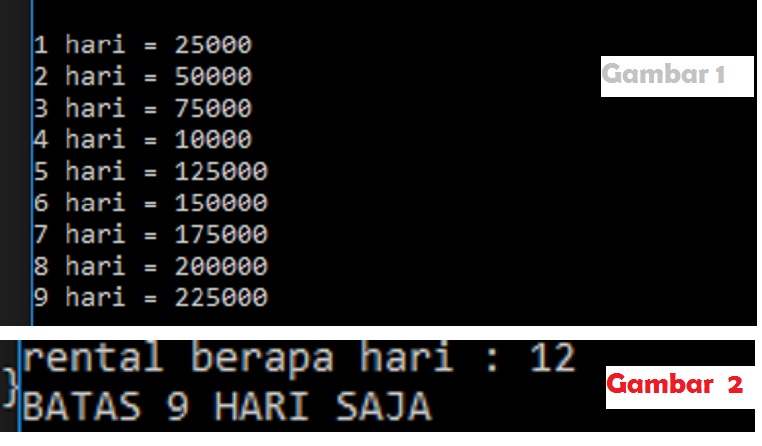 1 hari = 25000
2 hari = 50000
3 hari = 75000
4 hari = 10000
5 hari = 125000
6 hari = 150000
7 hari = 175000
8 hari = 200000
9 hari = 225000
Gambar 1
rental berapa hari : 12
}
BATAS 9 HARI SAJA
Gambar 2